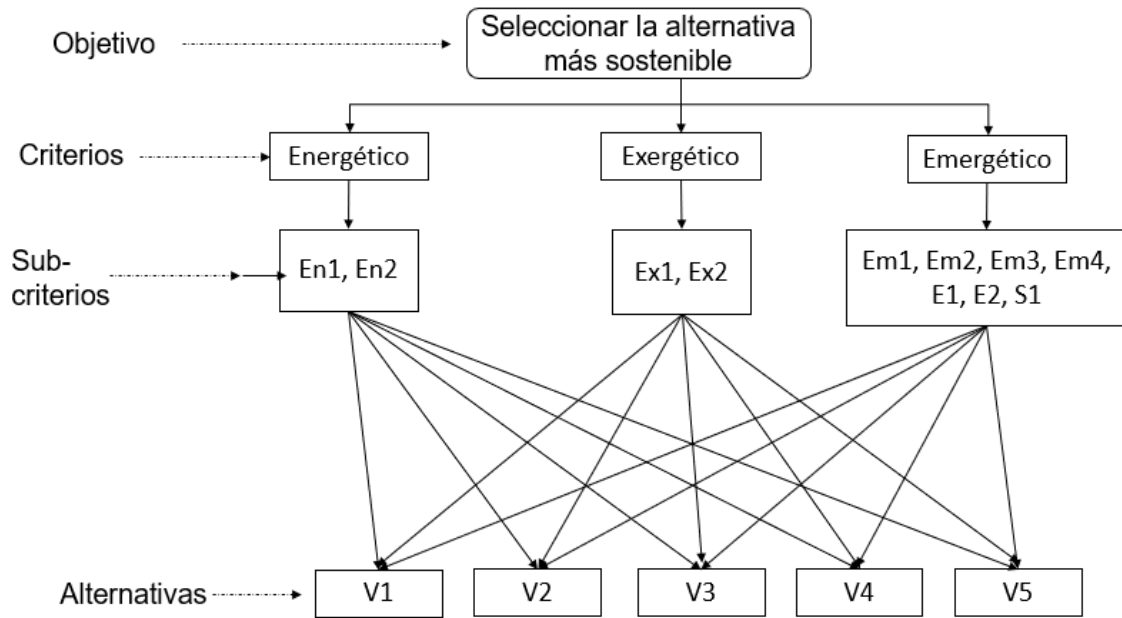 Objetivo
Seleccionar la alternativa
más sostenible
Criterios
Energético
Exergético
Emergético
Sub-
criterios
En1, En2
Ex1, Ex2
Em1, Em2, Em3, Em4,
E1, E2, S1
Alternativas
V1
V2
V3
V4
V5